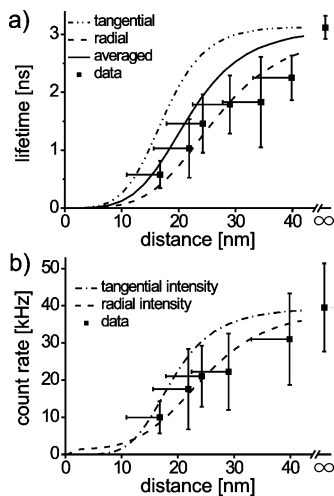 a)
tangential
radial
averaged
data
lifetime [ns]
3
2
1
0
0 10 20 30 40 ∞
distance [nm]
b)
tangential intensity
radial intensity
data
count rate [kHz]
50
40
30
20
10
0
0 10 20 30 40 ∞
distance [nm]